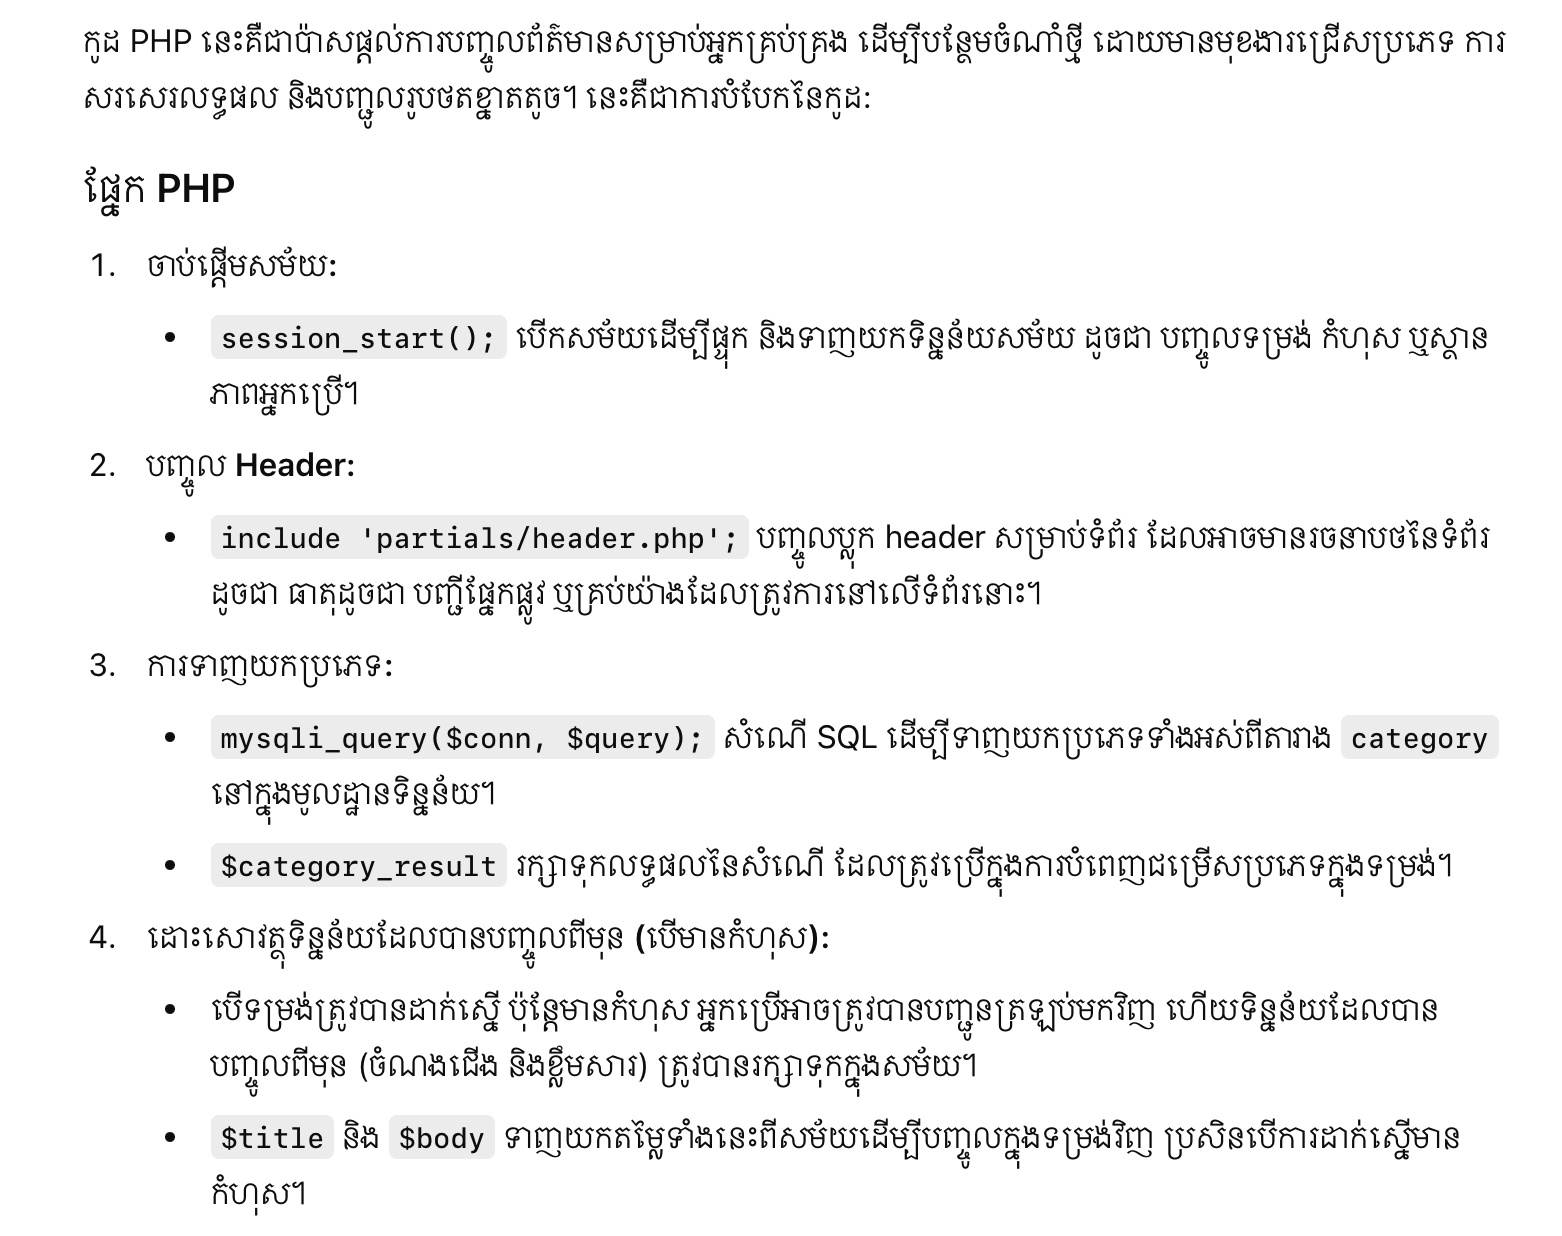 កូដ PHP នេះគឺជាប៉ាសផ្តល់ការបញ្ចូលព័ត៌មានសម្រាប់អ្នកគ្រប់គ្រង ដើម្បីបន្ថែមចំណាំថ្មី ដោយមានមុខងារជ្រើសប្រភេទ ការ
សរសេរលទ្ធផល និងបញ្ជូលរូបថតខ្នាតតូច។ នេះគឺជាការបំបែកនៃកូដ:
ផ្នែក PHP
1. ចាប់ផ្តើមសម័យ:
• session_start(); បើកសម័យដើម្បីផ្ទុក និងទាញយកទិន្នន័យសម័យ ដូចជា បញ្ចូលទម្រង់ កំហុស ឬស្ថាន
ភាពអ្នកប្រើ។
2. បញ្ចូល Header:
• include 'partials/header.php'; បញ្ចូលប្លុក header សម្រាប់ទំព័រ ដែលអាចមានរចនាបថនៃទំព័រ
ដូចជា ធាតុដូចជា បញ្ជីផ្នែកផ្លូវ ឬគ្រប់យ៉ាងដែលត្រូវការនៅលើទំព័រនោះ។
3. ការទាញយកប្រភេទ:
• mysqli_query($conn, $query); សំណើ SQL ដើម្បីទាញយកប្រភេទទាំងអស់ពីតារាង category
នៅក្នុងមូលដ្ឋានទិន្នន័យ។
• $category_result រក្សាទុកលទ្ធផលនៃសំណើ ដែលត្រូវប្រើក្នុងការបំពេញជម្រើសប្រភេទក្នុងទម្រង់។
4. ដោះសោវត្ថុទិន្នន័យដែលបានបញ្ចូលពីមុន (បើមានកំហុស):
• បើទម្រង់ត្រូវបានដាក់ស្នើ ប៉ុន្តែមានកំហុស អ្នកប្រើអាចត្រូវបានបញ្ជូនត្រឡប់មកវិញ ហើយទិន្នន័យដែលបាន
បញ្ចូលពីមុន (ចំណងជើង និងខ្លឹមសារ) ត្រូវបានរក្សាទុកក្នុងសម័យ។
• $title និង $body ទាញយកតម្លៃទាំងនេះពីសម័យដើម្បីបញ្ចូលក្នុងទម្រង់វិញ ប្រសិនបើការដាក់ស្នើមាន
កំហុស។